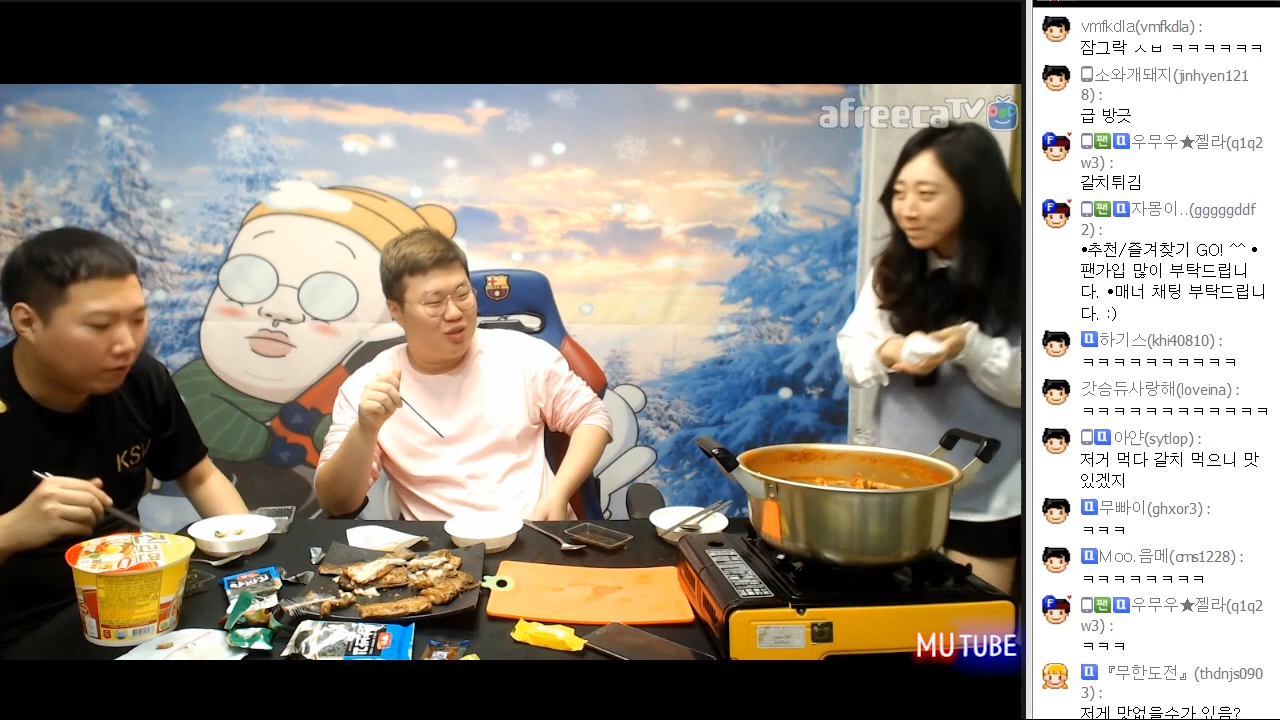 afreecaTV
KSL
MUTUBE
vmfkdla(vmfkdla) :
잠그락 ㅅㅂ ㅋㅋㅋㅋㅋㅋ
소와개돼지(jinhyen121
8) :
급 방긋
팬 우무우★젤라(q1q2
w3) :
갈치튀김
팬 자몽이..(gggggddf
2) :
•추천/즐겨찾기 GO! ^^ •
팬가입 많이 부탁드립니
다. •매너 채팅 부탁드립니
다. :)
하기스(khi40810) :
ㅋㅋㅋㅋㅋㅋㅋㅋㅋㅋ
갓승듀사랑해(loveina) :
ㅋㅋㅋㅋㅋㅋㅋㅋㅋㅋㅋㅋ
아얀(sytlop) :
저거 먹다 갈치 먹으니 맛
있겠지
무빠이(ghxor3) :
ㅋㅋㅋ
Moo.음메(cms1228) :
ㅋㅋㅋㅋㅋㅋㅋㅋ
팬 우무우★젤라(q1q2
w3) :
ㅋㅋㅋ
『무한도전』(thdnjs090
3) :
저게 맛없을수가 있음?